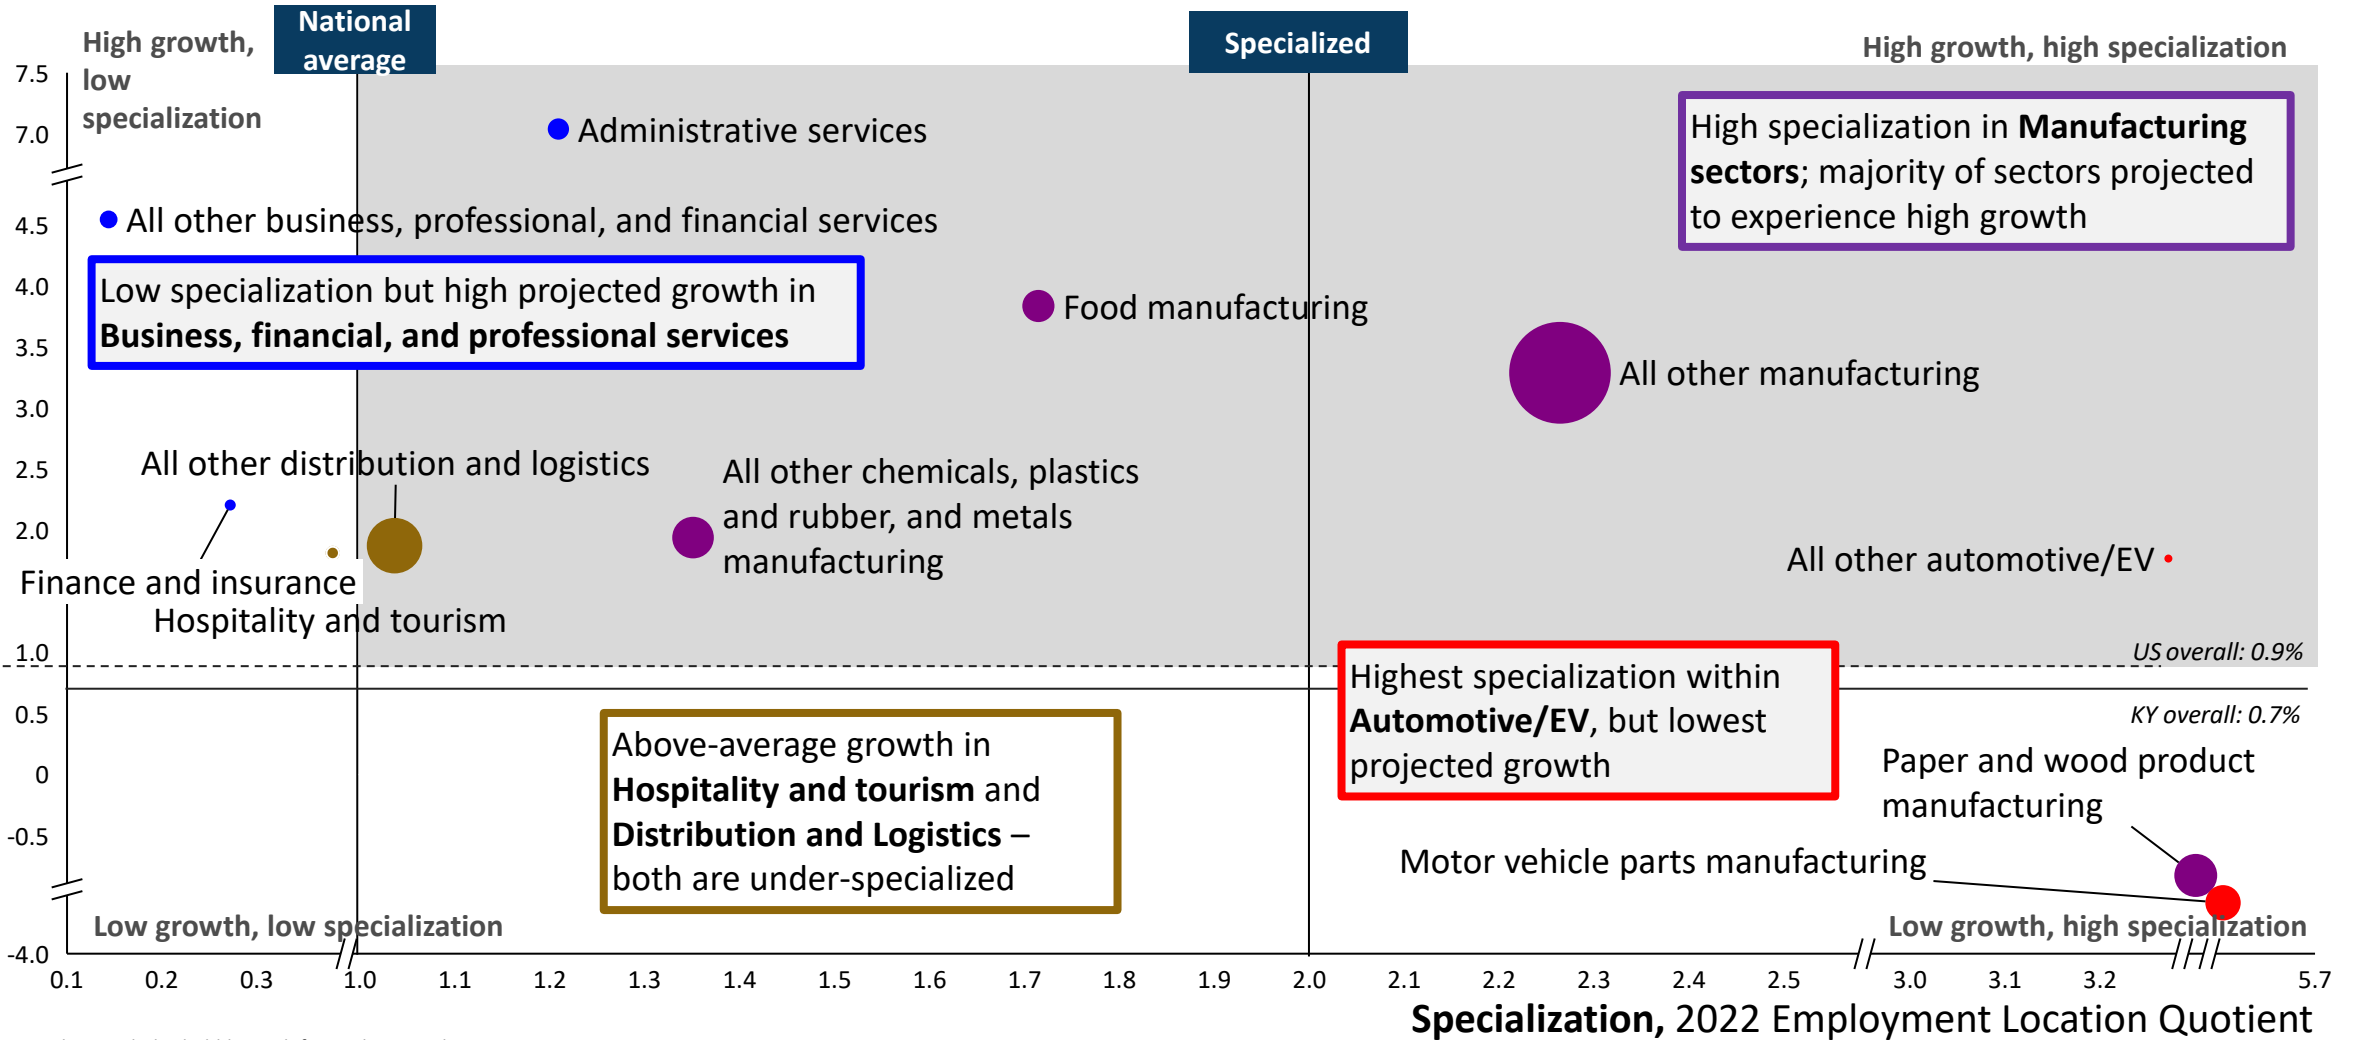 National
average
Specialized
High growth,
low
specialization
High growth, high specialization
7.5
7.0
4.5
4.0
3.5
3.0
2.5
2.0
1.0
0.5
0
-0.5
-4.0
Administrative services
High specialization in Manufacturing
sectors; majority of sectors projected
to experience high growth
All other business, professional, and financial services
Low specialization but high projected growth in
Business, financial, and professional services
Food manufacturing
All other manufacturing
All other distribution and logistics
All other chemicals, plastics
and rubber, and metals
manufacturing
All other automotive/EV
Finance and insurance
Hospitality and tourism
US overall: 0.9%
KY overall: 0.7%
Highest specialization within
Automotive/EV, but lowest
projected growth
Above-average growth in
Hospitality and tourism and
Distribution and Logistics –
both are under-specialized
Paper and wood product
manufacturing
Motor vehicle parts manufacturing
Low growth, low specialization
Low growth, high specialization
0.1 0.2 0.3 1.0 1.1 1.2 1.3 1.4 1.5 1.6 1.7 1.8 1.9 2.0 2.1 2.2 2.3 2.4 2.5 3.0 3.1 3.2 5.7
Specialization, 2022 Employment Location Quotient